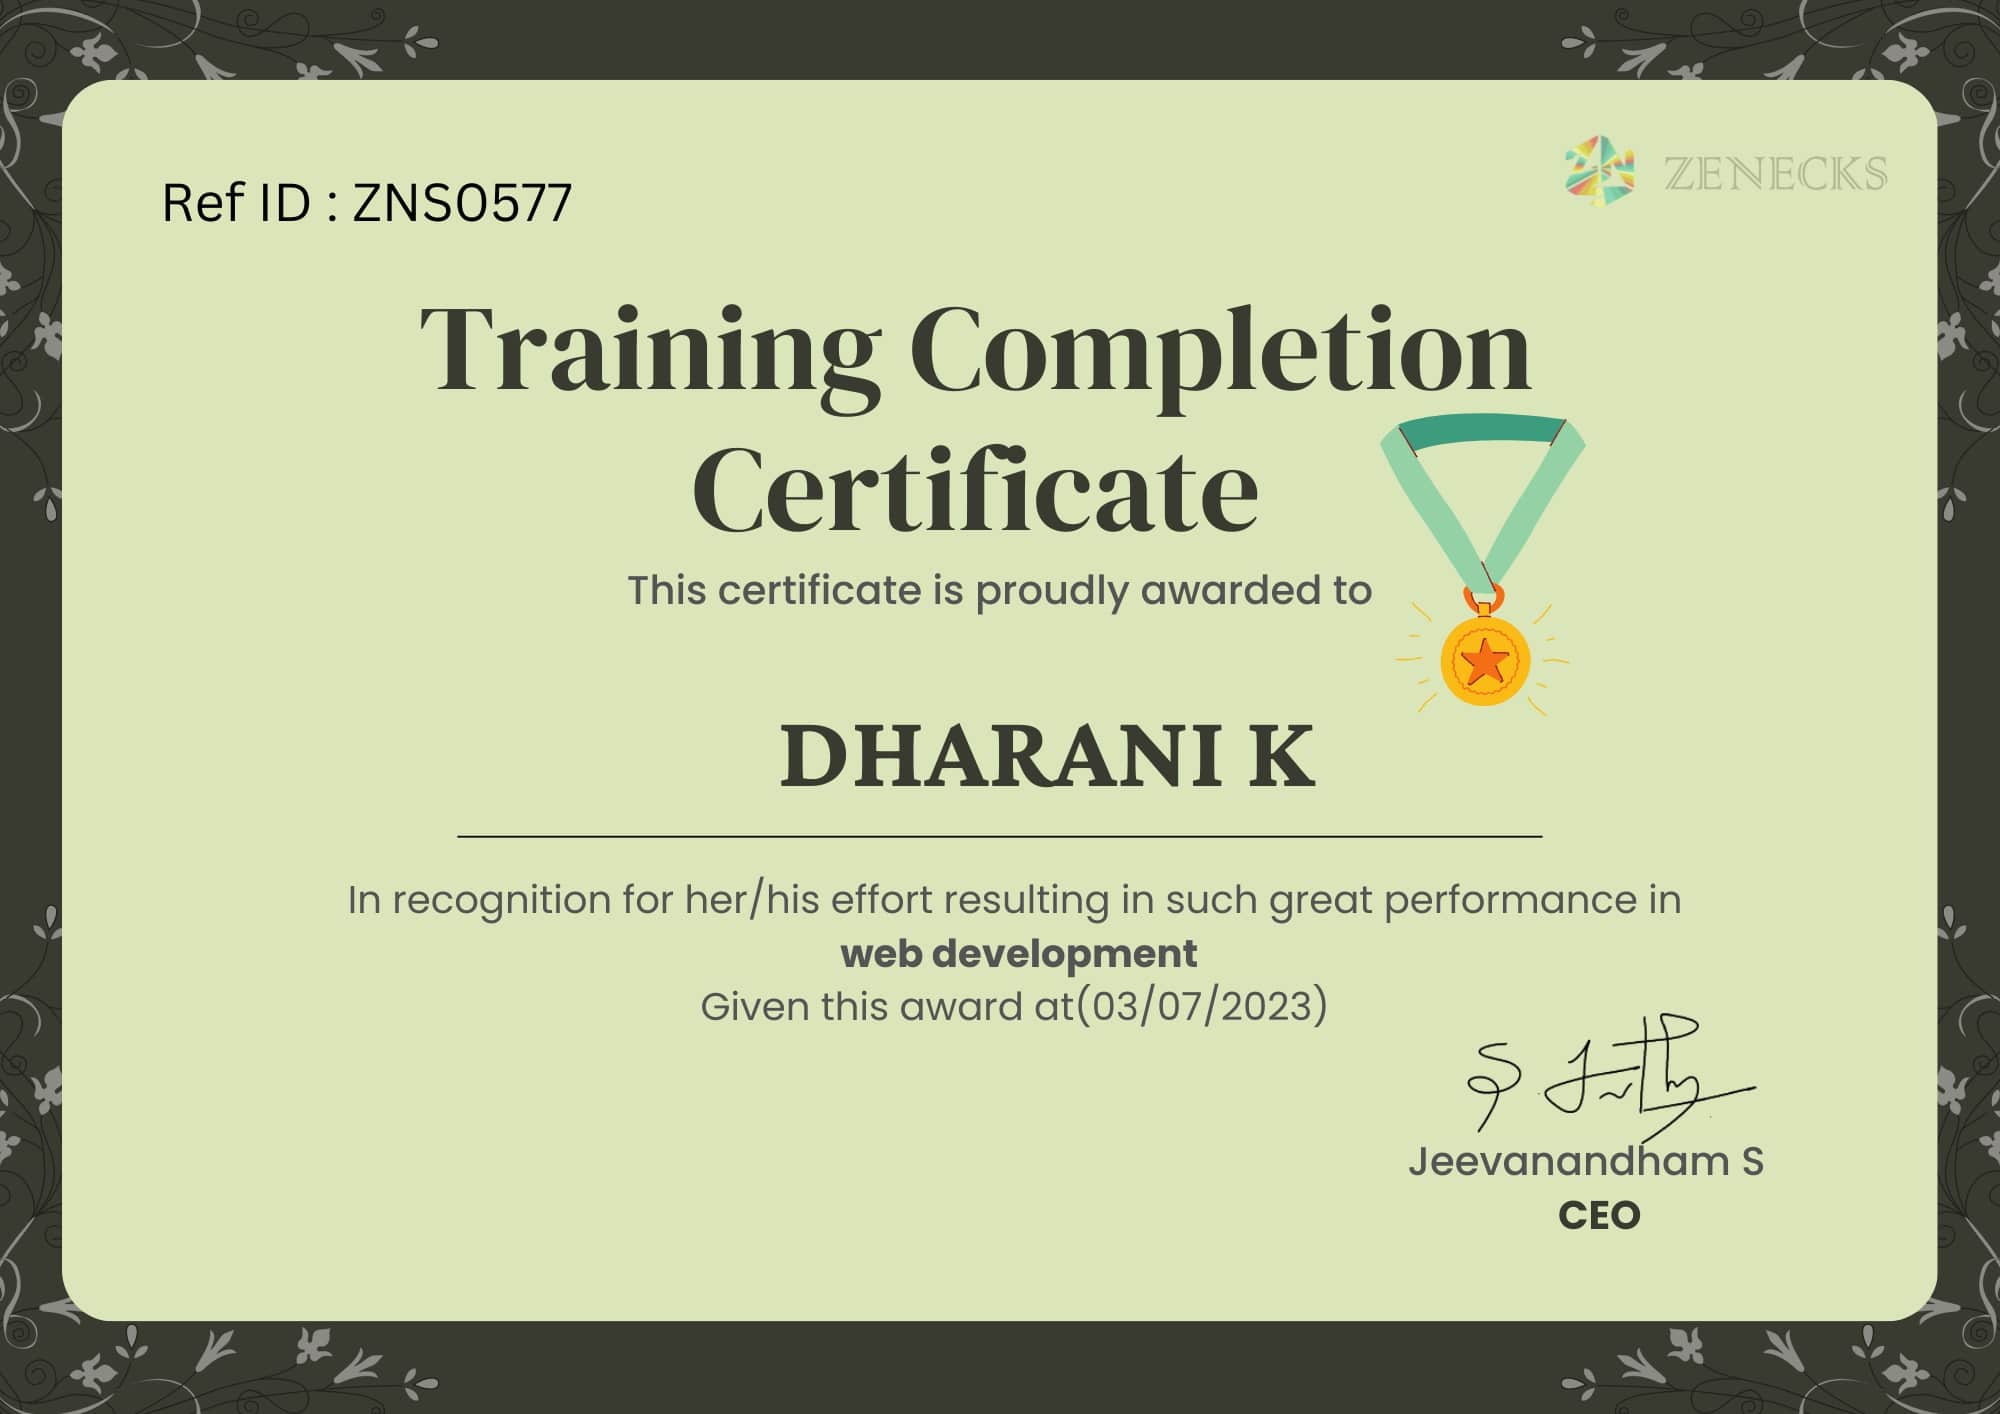 Ref ID : ZNS0577
ZENECKS
Training Completion
Certificate
This certificate is proudly awarded to
DHARANI K
In recognition for her/his effort resulting in such great performance in
web development
Given this award at(03/07/2023)
Jeevanandham S
CEO